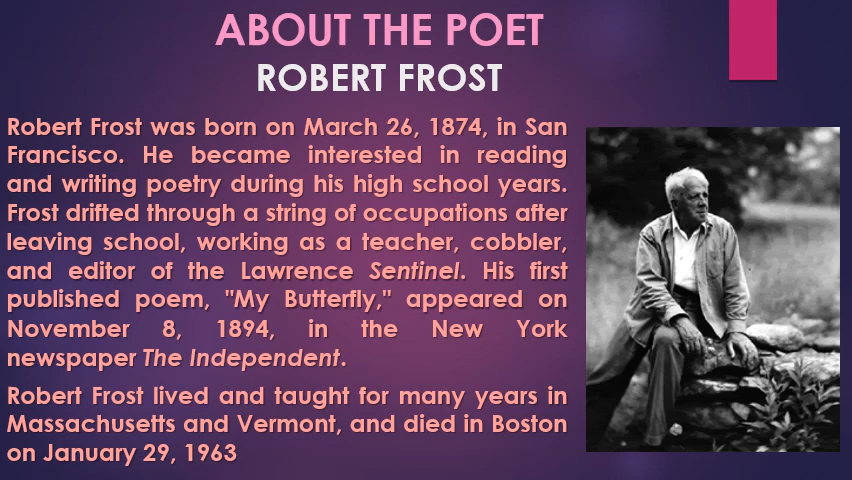 ABOUT THE POET
ROBERT FROST
Robert Frost was born on March 26, 1874, in San
Francisco. He became interested in reading
and writing poetry during his high school years.
Frost drifted through a string of occupations after
leaving school, working as a teacher, cobbler,
and editor of the Lawrence Sentinel. His first
published poem, "My Butterfly," appeared on
November 8, 1894, in the New York
newspaper The Independent.
Robert Frost lived and taught for many years in
Massachusetts and Vermont, and died in Boston
on January 29, 1963